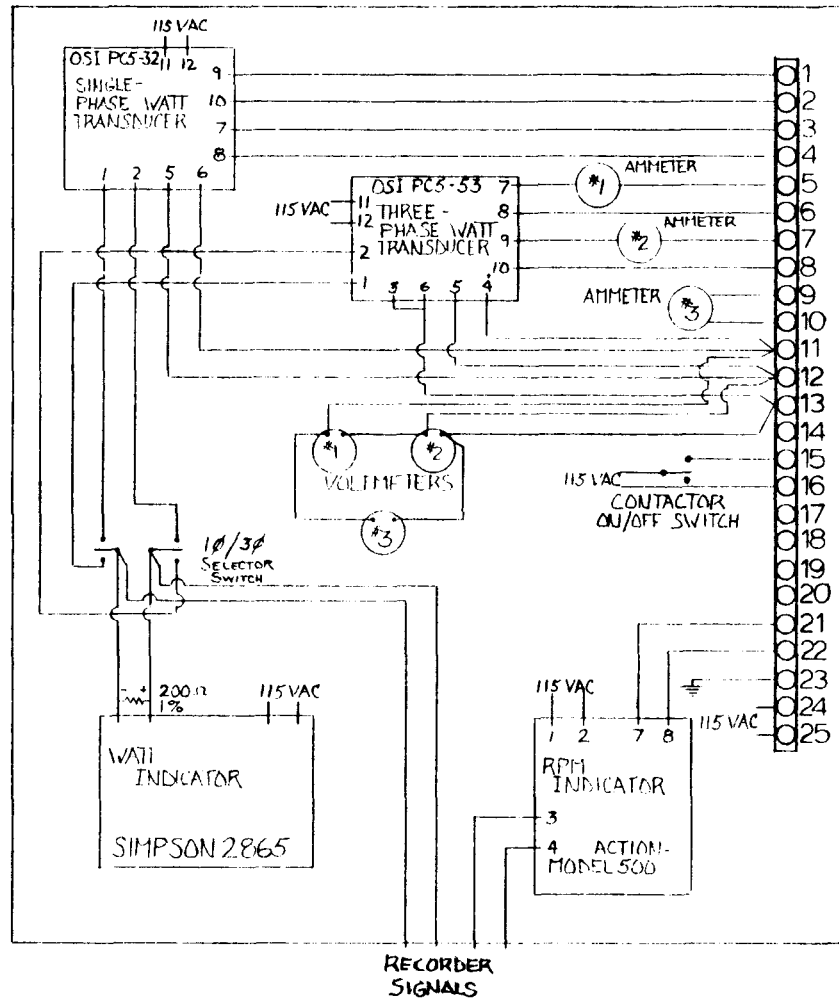 115 VAC
OSI PC5-32 11 12
SINGLE-
PHASE WATT
TRANSDUCER
9
10
7
8
1 2 5 6
OSI PC5-53
THREE-
PHASE WATT
TRANSDUCER
115 VAC
11
12
2
1
7
8
9
10
3 6 5 4
#1 AMMETER
#2 AMMETER
AMMETER #3
#1 #2
VOLTMETERS
#3
115 VAC
CONTACTOR
ON/OFF SWITCH
1Ø/3Ø
SELECTOR
SWITCH
- + 200Ω
1%
115 VAC
WATT
INDICATOR
SIMPSON 2865
115 VAC
1 2 7 8
RPM
INDICATOR
3
4 ACTION-
MODEL 500
115 VAC
1
2
3
4
5
6
7
8
9
10
11
12
13
14
15
16
17
18
19
20
21
22
23
24
25
RECORDER
SIGNALS